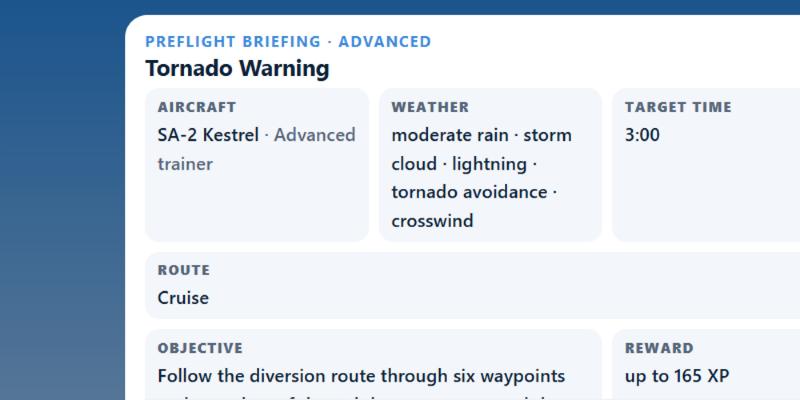 PREFLIGHT BRIEFING · ADVANCED
Tornado Warning
AIRCRAFT
SA-2 Kestrel · Advanced
trainer
WEATHER
moderate rain · storm
cloud · lightning ·
tornado avoidance ·
crosswind
TARGET TIME
3:00
ROUTE
Cruise
OBJECTIVE
Follow the diversion route through six waypoints
REWARD
up to 165 XP